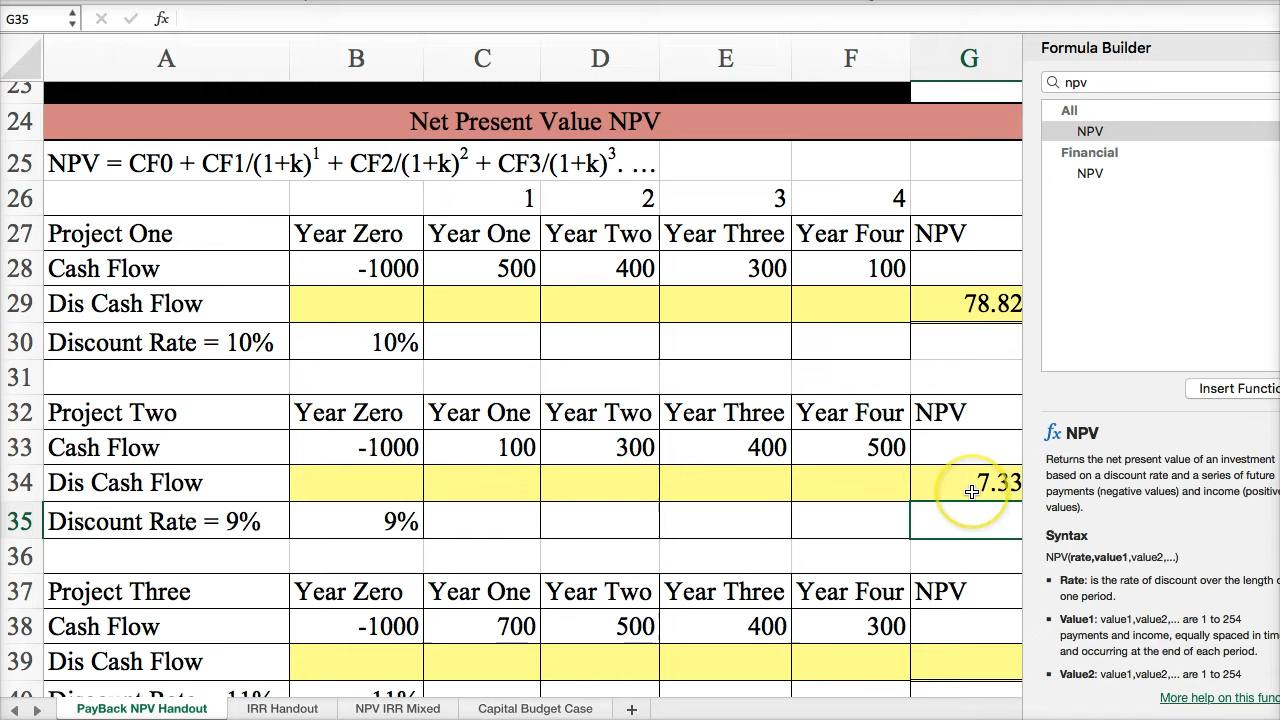 G35 fx
A B C D E F G
Formula Builder
npv
All
NPV
Financial
NPV
23
24 Net Present Value NPV
25 NPV = CF0 + CF1/(1+k)1 + CF2/(1+k)2 + CF3/(1+k)3. …
26 1 2 3 4
27 Project One Year Zero Year One Year Two Year Three Year Four NPV
28 Cash Flow -1000 500 400 300 100
29 Dis Cash Flow 78.82
30 Discount Rate = 10% 10%
31
32 Project Two Year Zero Year One Year Two Year Three Year Four NPV
33 Cash Flow -1000 100 300 400 500
34 Dis Cash Flow 7.33
35 Discount Rate = 9% 9%
36
37 Project Three Year Zero Year One Year Two Year Three Year Four NPV
38 Cash Flow -1000 700 500 400 300
39 Dis Cash Flow
40 Discount Rate = 11% 11%
Insert Functio
fx NPV
Returns the net present value of an investment
based on a discount rate and a series of future
payments (negative values) and income (positive
values).
Syntax
NPV(rate,value1,value2,...)
▪ Rate: is the rate of discount over the length o
one period.
▪ Value1: value1,value2,... are 1 to 254
payments and income, equally spaced in time
and occurring at the end of each period.
▪ Value2: value1,value2,... are 1 to 254
More help on this func
PayBack NPV Handout IRR Handout NPV IRR Mixed Capital Budget Case +